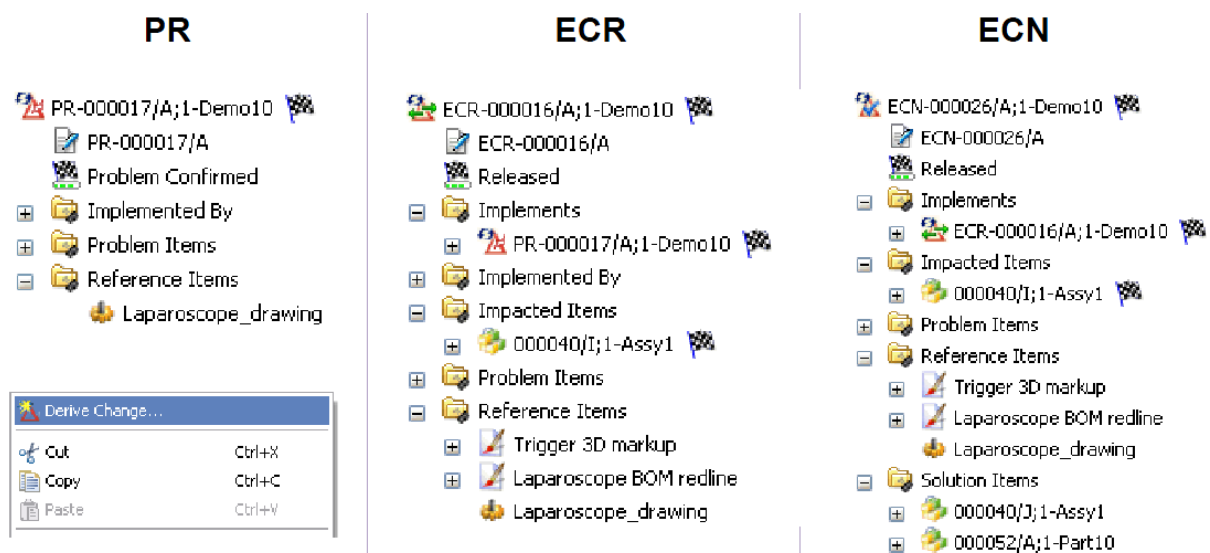 PR
PR-000017/A;1-Demo10
PR-000017/A
Problem Confirmed
Implemented By
Problem Items
Reference Items
Laparoscope_drawing
Derive Change...
Cut Ctrl+X
Copy Ctrl+C
Paste Ctrl+V
ECR
ECR-000016/A;1-Demo10
ECR-000016/A
Released
Implements
PR-000017/A;1-Demo10
Implemented By
Impacted Items
000040/I;1-Assy1
Problem Items
Reference Items
Trigger 3D markup
Laparoscope BOM redline
Laparoscope_drawing
ECN
ECN-000026/A;1-Demo10
ECN-000026/A
Released
Implements
ECR-000016/A;1-Demo10
Impacted Items
000040/I;1-Assy1
Problem Items
Reference Items
Trigger 3D markup
Laparoscope BOM redline
Laparoscope_drawing
Solution Items
000040/J;1-Assy1
000052/A;1-Part10